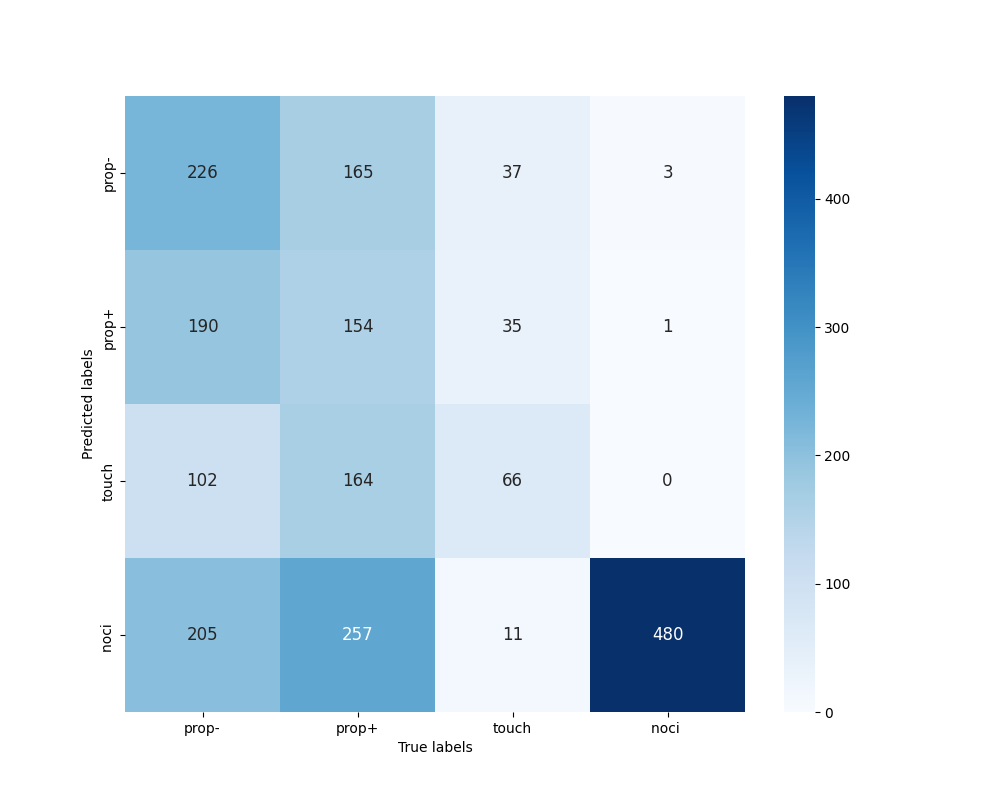 prop-
226 165 37 3
prop+
190 154 35 1
touch
102 164 66 0
noci
205 257 11 480
Predicted labels
prop- prop+ touch noci
True labels
400
300
200
100
0